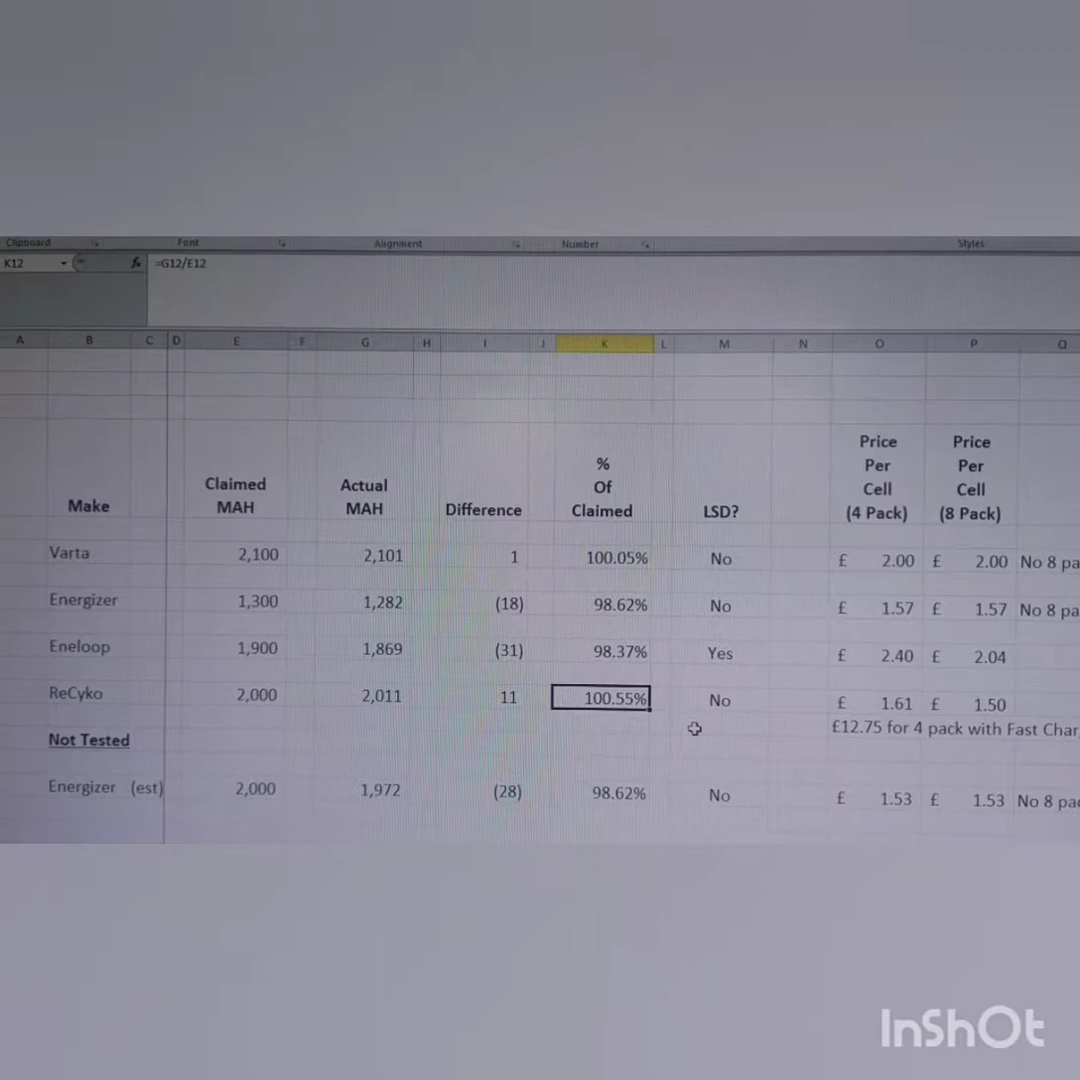 Clipboard Font Alignment Number Styles
K12 fx =G12/E12
A B C D E F G H I J K L M N O P Q
Make Claimed MAH Actual MAH Difference % Of Claimed LSD? Price Per Cell (4 Pack) Price Per Cell (8 Pack)
Varta 2,100 2,101 1 100.05% No £ 2.00 £ 2.00 No 8 pa
Energizer 1,300 1,282 (18) 98.62% No £ 1.57 £ 1.57 No 8 pa
Eneloop 1,900 1,869 (31) 98.37% Yes £ 2.40 £ 2.04
ReCyko 2,000 2,011 11 100.55% No £ 1.61 £ 1.50
£12.75 for 4 pack with Fast Char
Not Tested
Energizer (est) 2,000 1,972 (28) 98.62% No £ 1.53 £ 1.53 No 8 pa
InShOt